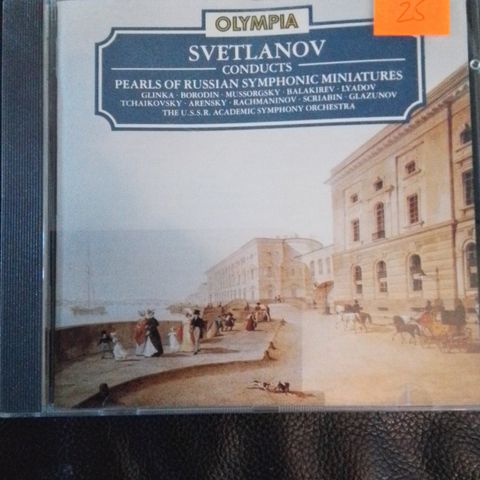 OLYMPIA
25
SVETLANOV
CONDUCTS
PEARLS OF RUSSIAN SYMPHONIC MINIATURES
GLINKA · BORODIN · MUSSORGSKY · BALAKIREV · LYADOV
TCHAIKOVSKY · ARENSKY · RACHMANINOV · SCRIABIN · GLAZUNOV
THE U.S.S.R. ACADEMIC SYMPHONY ORCHESTRA